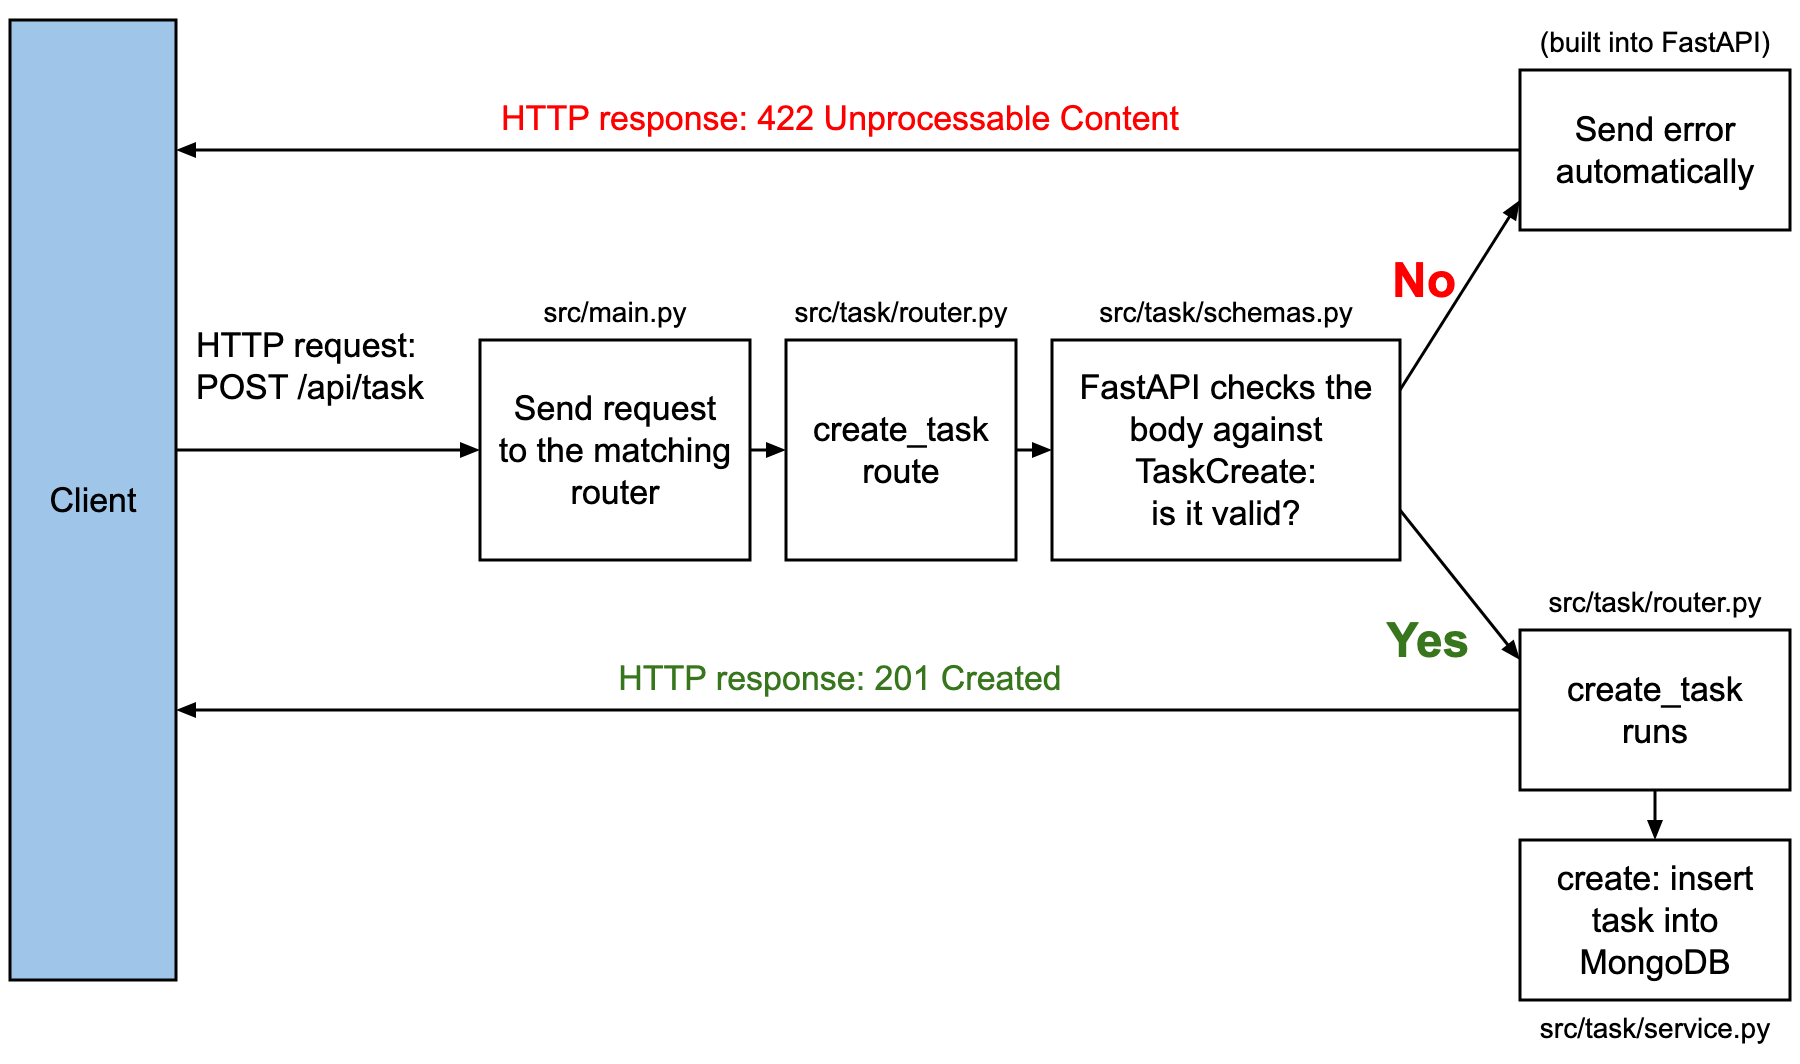 (built into FastAPI)
HTTP response: 422 Unprocessable Content
Send error
automatically
No
src/main.py
src/task/router.py
src/task/schemas.py
HTTP request:
POST /api/task
Send request
to the matching
router
create_task
route
FastAPI checks the
body against
TaskCreate:
is it valid?
Client
src/task/router.py
Yes
HTTP response: 201 Created
create_task
runs
create: insert
task into
MongoDB
src/task/service.py